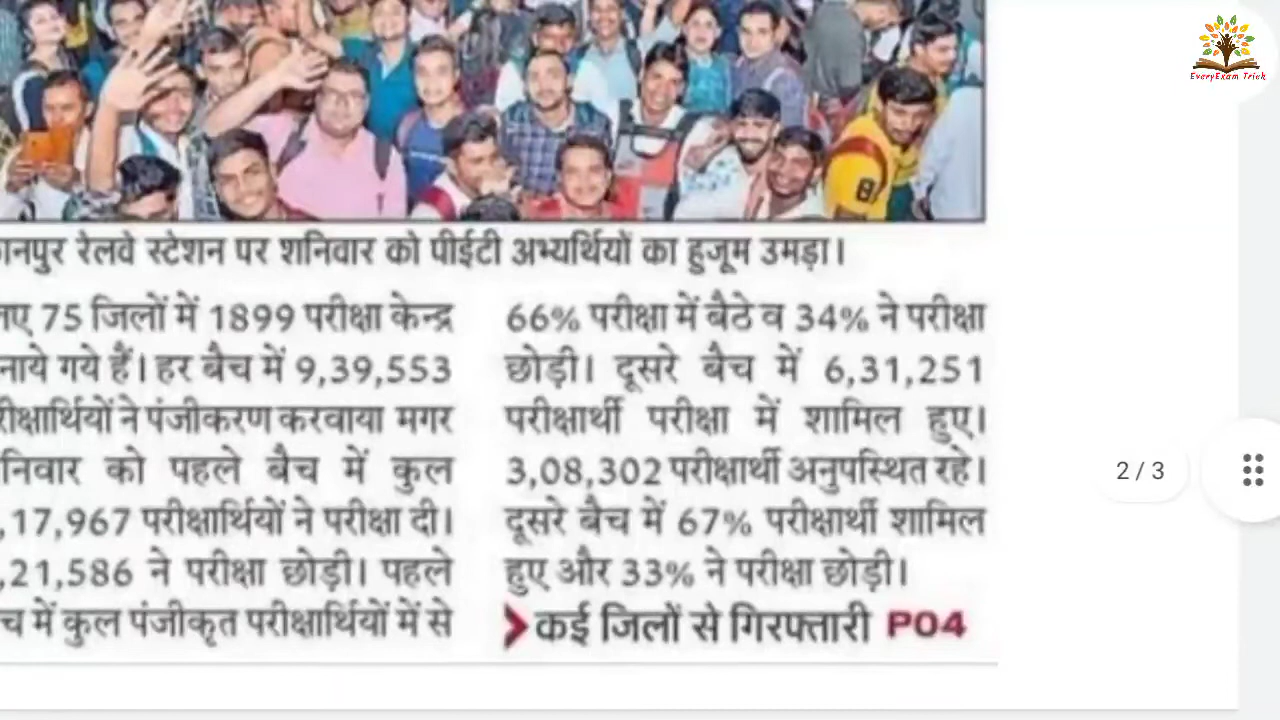 EveryExam Trick
ानपुर रेलवे स्टेशन पर शनिवार को पीईटी अभ्यर्थियों का हुजूम उमड़ा।
75 जिलों में 1899 परीक्षा केन्द्र
नाये गये हैं। हर बैच में 9,39,553
रीक्षार्थियों ने पंजीकरण करवाया मगर
निवार को पहले बैच में कुल
,17,967 परीक्षार्थियों ने परीक्षा दी।
,21,586 ने परीक्षा छोड़ी। पहले
च में कुल पंजीकृत परीक्षार्थियों में से
66% परीक्षा में बैठे व 34% ने परीक्षा
छोड़ी। दूसरे बैच में 6,31,251
परीक्षार्थी परीक्षा में शामिल हुए।
3,08,302 परीक्षार्थी अनुपस्थित रहे।
दूसरे बैच में 67% परीक्षार्थी शामिल
हुए और 33% ने परीक्षा छोड़ी।
कई जिलों से गिरफ्तारी P04
2 / 3